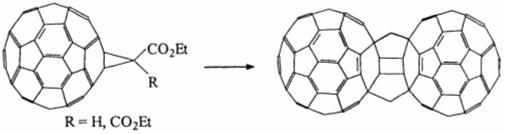 CO₂Et
R
R = H, CO₂Et